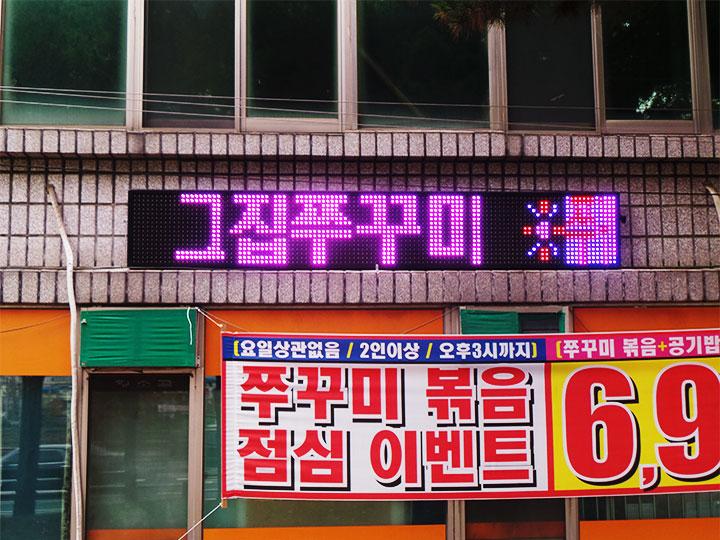 그집쭈꾸미
(요일상관없음 / 2인이상 / 오후3시까지)
(쭈꾸미 볶음+공기밥
쭈꾸미 볶음
점심 이벤트
6,9